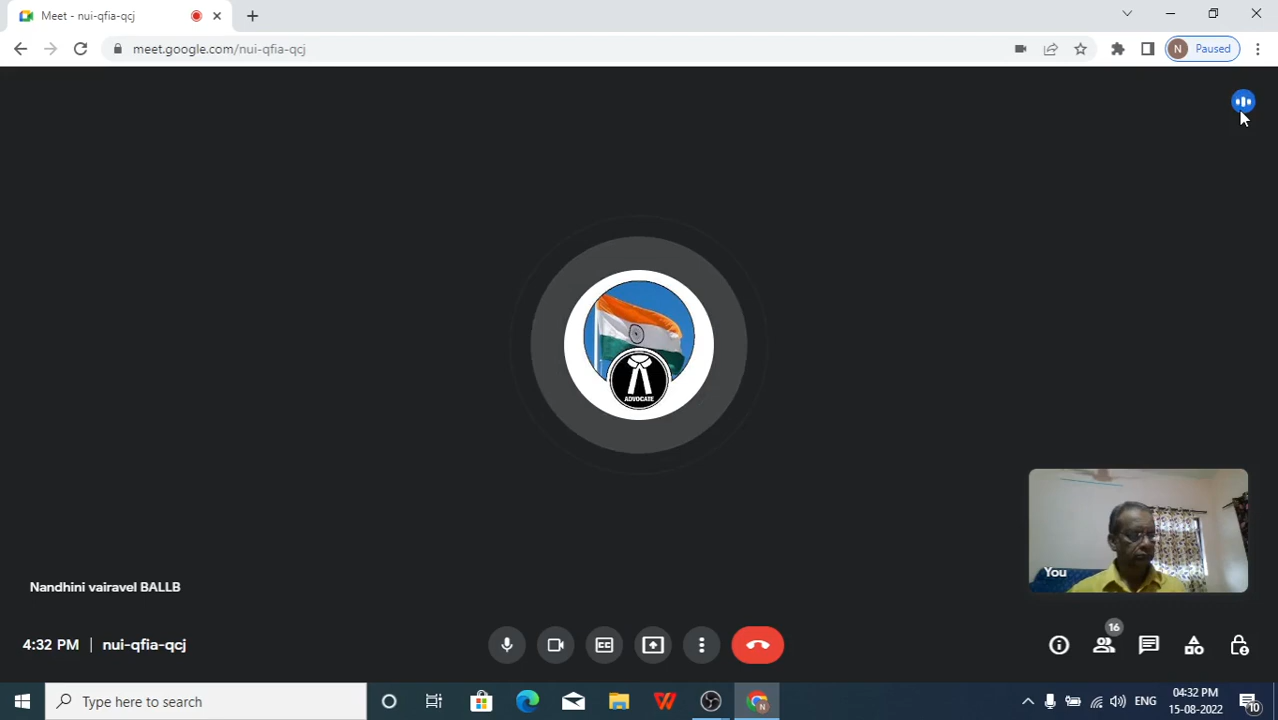 Meet - nui-qfia-qcj
meet.google.com/nui-qfia-qcj
N
Paused
ADVOCATE
You
Nandhini vairavel BALLB
4:32 PM | nui-qfia-qcj
CC
16
Type here to search
N
ENG
04:32 PM
15-08-2022
10